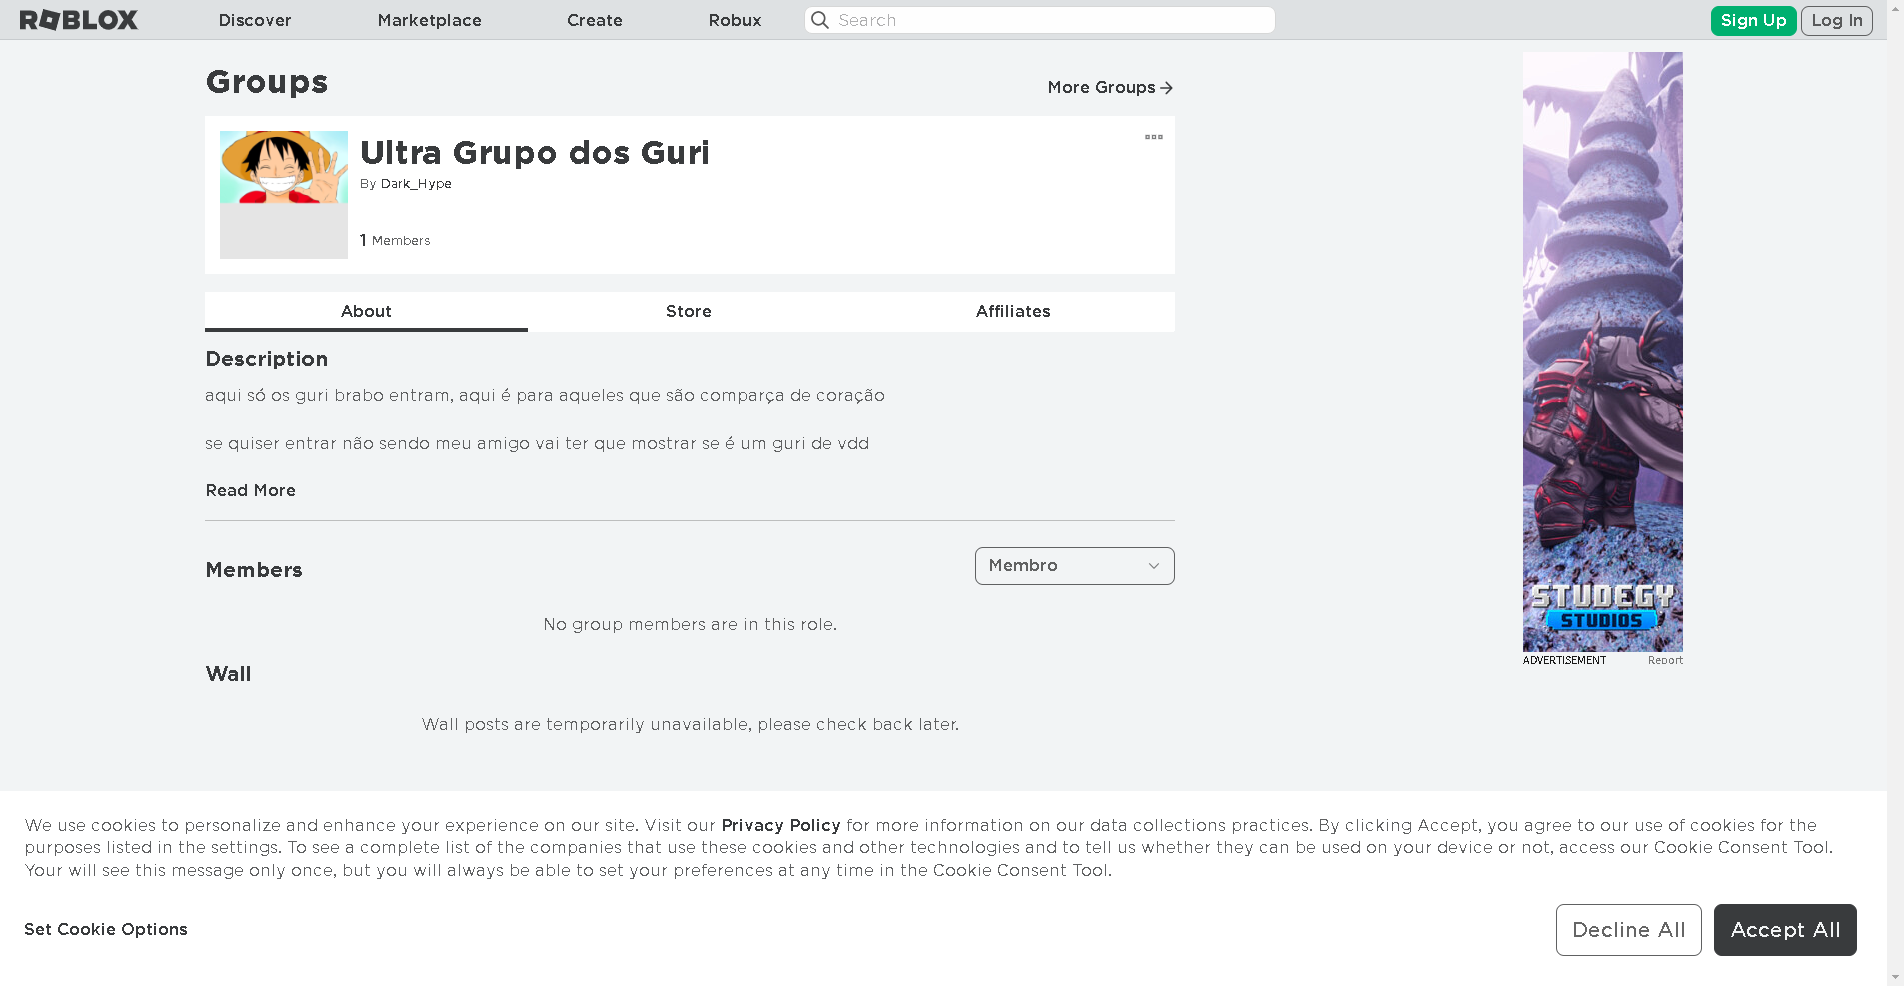 ROBLOX Discover Marketplace Create Robux Search Sign Up Log In
Groups
More Groups
Ultra Grupo dos Guri
By Dark_Hype
1 Members
About Store Affiliates
Description
aqui só os guri brabo entram, aqui é para aqueles que são comparça de coração
se quiser entrar não sendo meu amigo vai ter que mostrar se é um guri de vdd
Read More
Members
Membro
No group members are in this role.
Wall
Wall posts are temporarily unavailable, please check back later.
STUDEGY
STUDIOS
ADVERTISEMENT Report
We use cookies to personalize and enhance your experience on our site. Visit our Privacy Policy for more information on our data collections practices. By clicking Accept, you agree to our use of cookies for the
purposes listed in the settings. To see a complete list of the companies that use these cookies and other technologies and to tell us whether they can be used on your device or not, access our Cookie Consent Tool.
Your will see this message only once, but you will always be able to set your preferences at any time in the Cookie Consent Tool.
Set Cookie Options
Decline All
Accept All